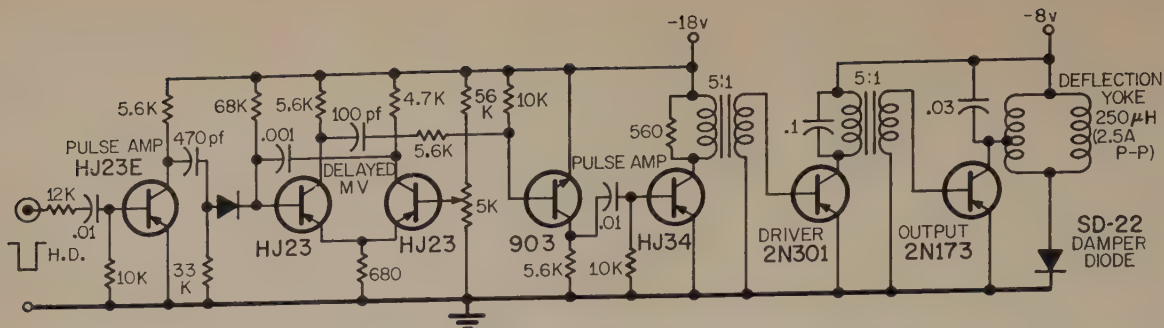 -18v
-8v
5.6K
68K
5.6K
100 pf
4.7K
56
K
10K
5:1
5:1
DEFLECTION
YOKE
250μH
(2.5A
P-P)
560
.1
.03
470 pf
.001
5.6K
PULSE AMP
HJ23E
DELAYED
MV
PULSE AMP
12K
.01
5K
.01
H.D.
HJ23
HJ23
903
HJ34
DRIVER
2N301
OUTPUT
2N173
SD-22
DAMPER
DIODE
10K
33
K
680
5.6K
10K